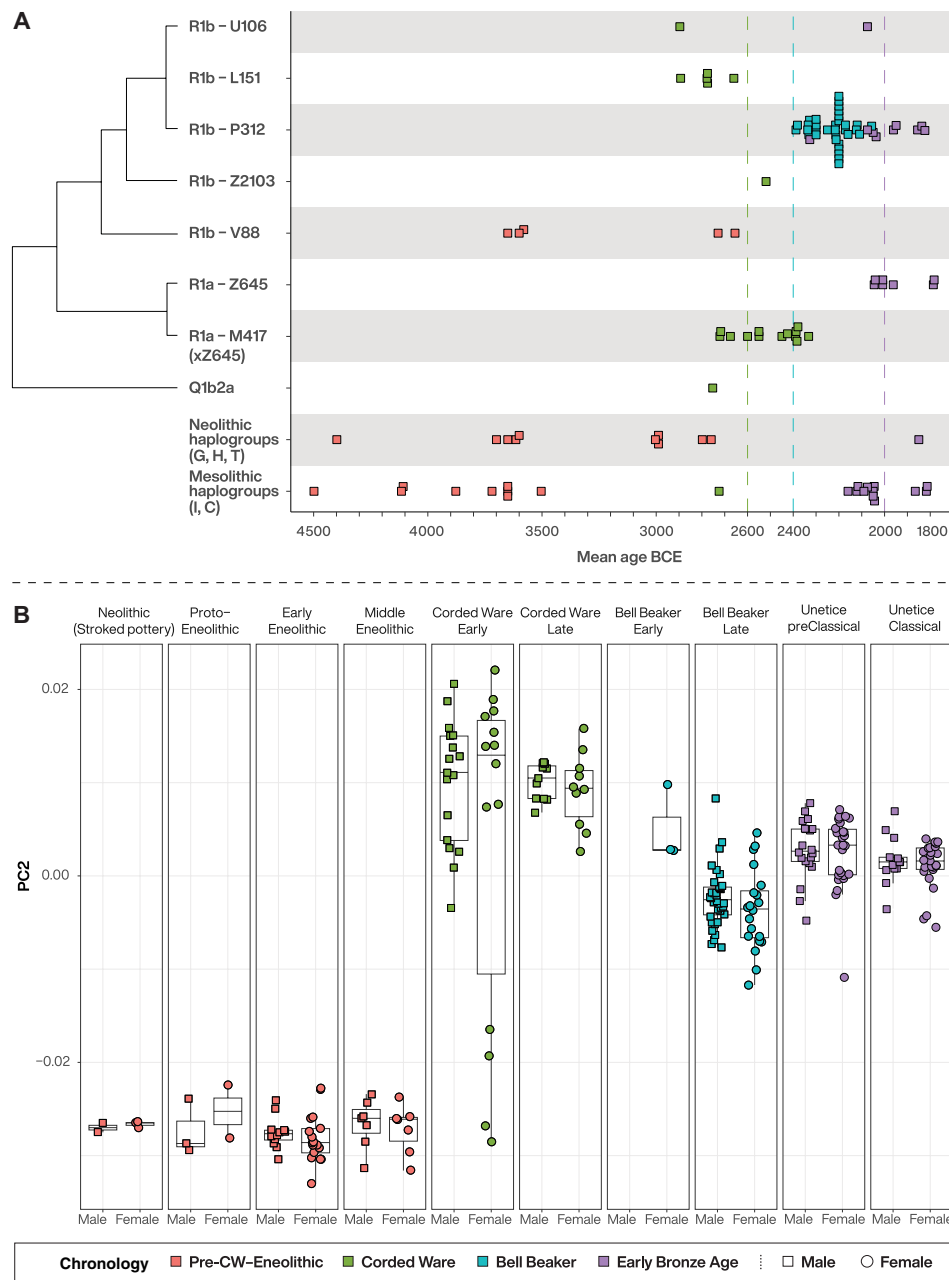 A
R1b – U106
R1b – L151
R1b – P312
R1b – Z2103
R1b – V88
R1a – Z645
R1a – M417
(xZ645)
Q1b2a
Neolithic
haplogroups
(G, H, T)
Mesolithic
haplogroups
(I, C)
4500 4000 3500 3000 2600 2400 2000 1800
Mean age BCE
B
Neolithic
(Stroked pottery)
Proto–
Eneolithic
Early
Eneolithic
Middle
Eneolithic
Corded Ware
Early
Corded Ware
Late
Bell Beaker
Early
Bell Beaker
Late
Unetice
preClassical
Unetice
Classical
PC2
0.02
0.00
−0.02
Male Female Male Female Male Female Male Female Male Female Male Female Male Female Male Female Male Female Male Female
Chronology Pre-CW–Eneolithic Corded Ware Bell Beaker Early Bronze Age Male Female